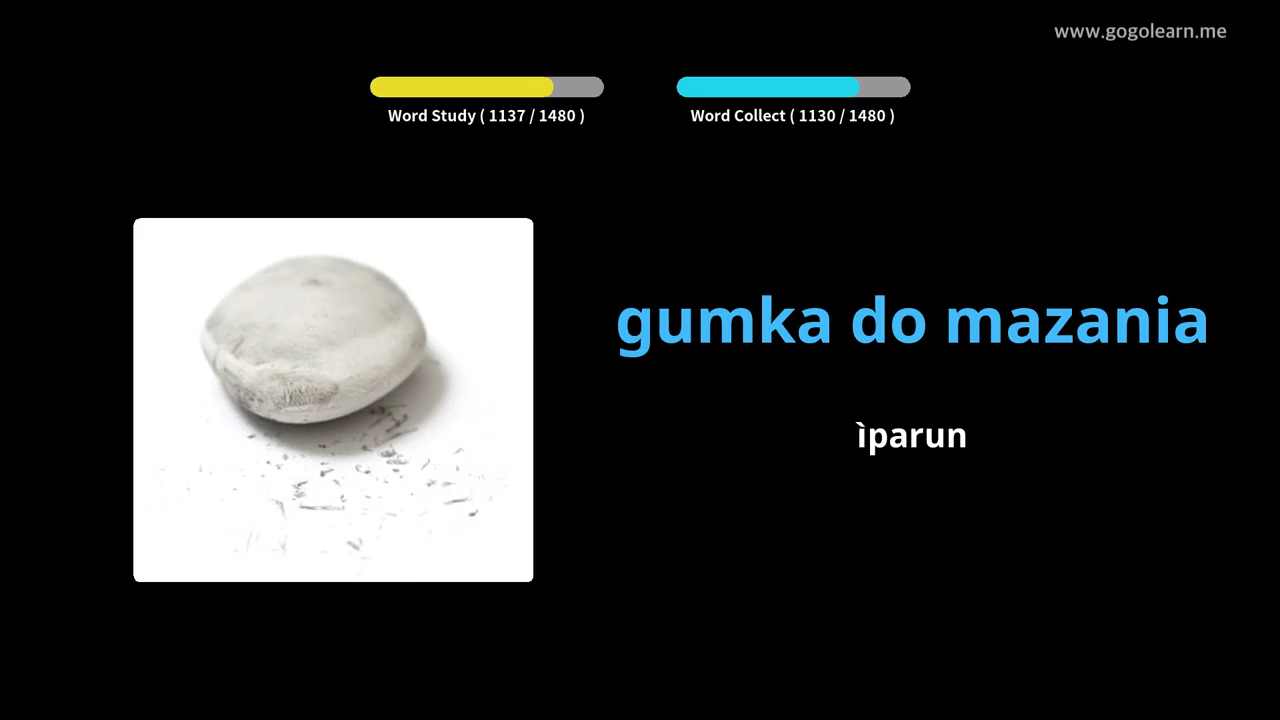 www.gogolearn.me
Word Study ( 1137 / 1480 )
Word Collect ( 1130 / 1480 )
gumka do mazania
ìparun